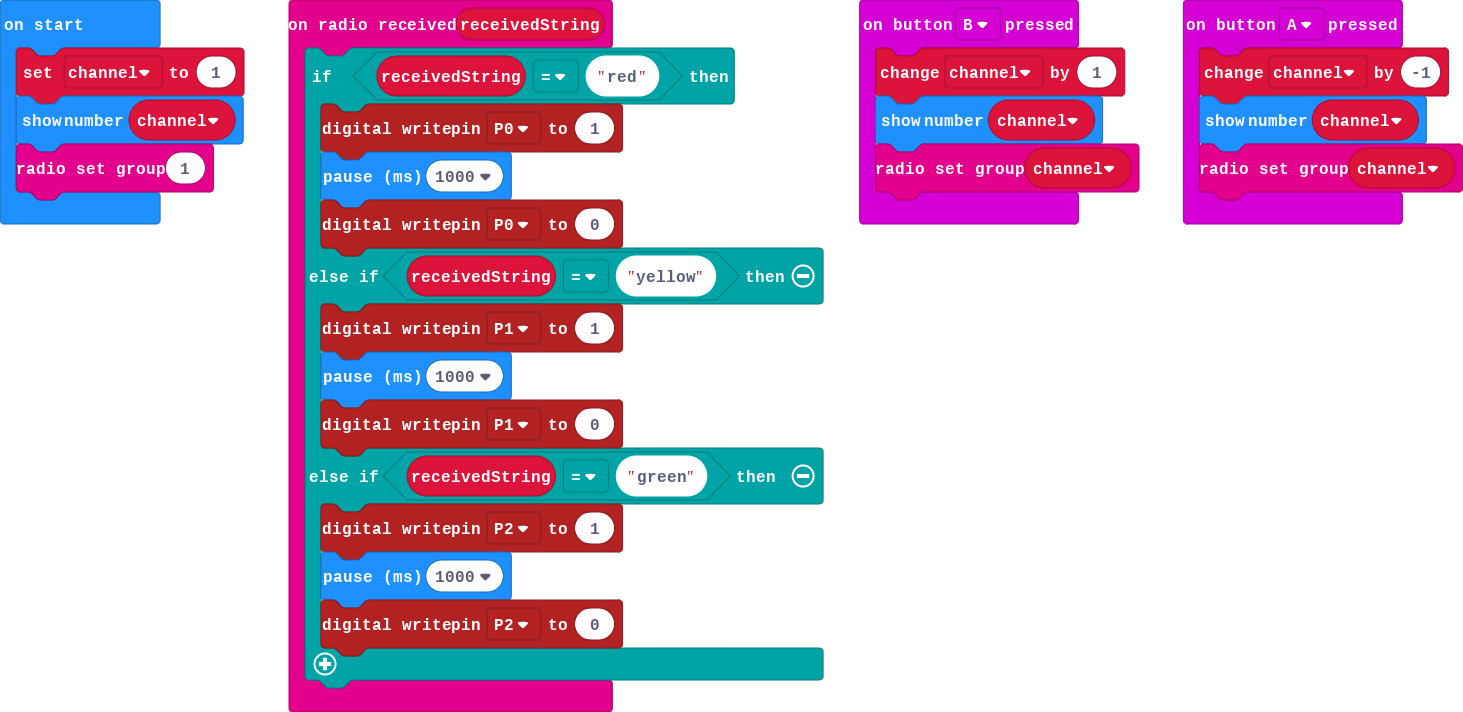 on start
set channel to 1
show number channel
radio set group 1
on radio received receivedString
if receivedString = "red" then
digital write pin P0 to 1
pause (ms) 1000
digital write pin P0 to 0
else if receivedString = "yellow" then
digital write pin P1 to 1
pause (ms) 1000
digital write pin P1 to 0
else if receivedString = "green" then
digital write pin P2 to 1
pause (ms) 1000
digital write pin P2 to 0
on button B pressed
change channel by 1
show number channel
radio set group channel
on button A pressed
change channel by -1
show number channel
radio set group channel